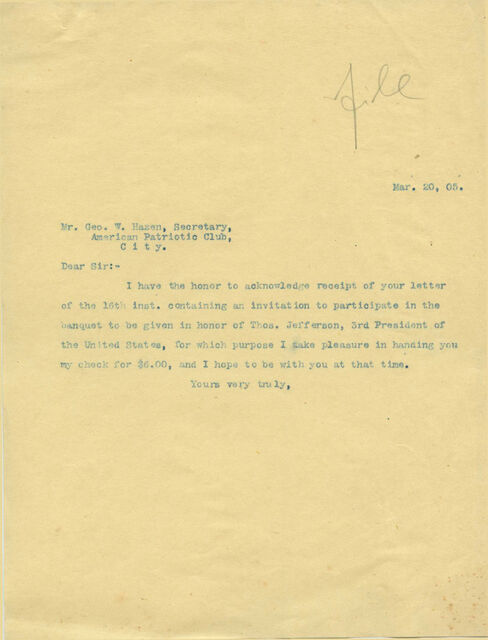 file
Mar. 20, 05.
Mr. Geo. W. Hazen, Secretary,
American Patriotic Club,
C i t y.
Dear Sir:-
I have the honor to acknowledge receipt of your letter
of the 16th inst. containing an invitation to participate in the
banquet to be given in honor of Thos. Jefferson, 3rd President of
the United States, for which purpose I take pleasure in handing you
my check for $6.00, and I hope to be with you at that time.
Yours very truly,